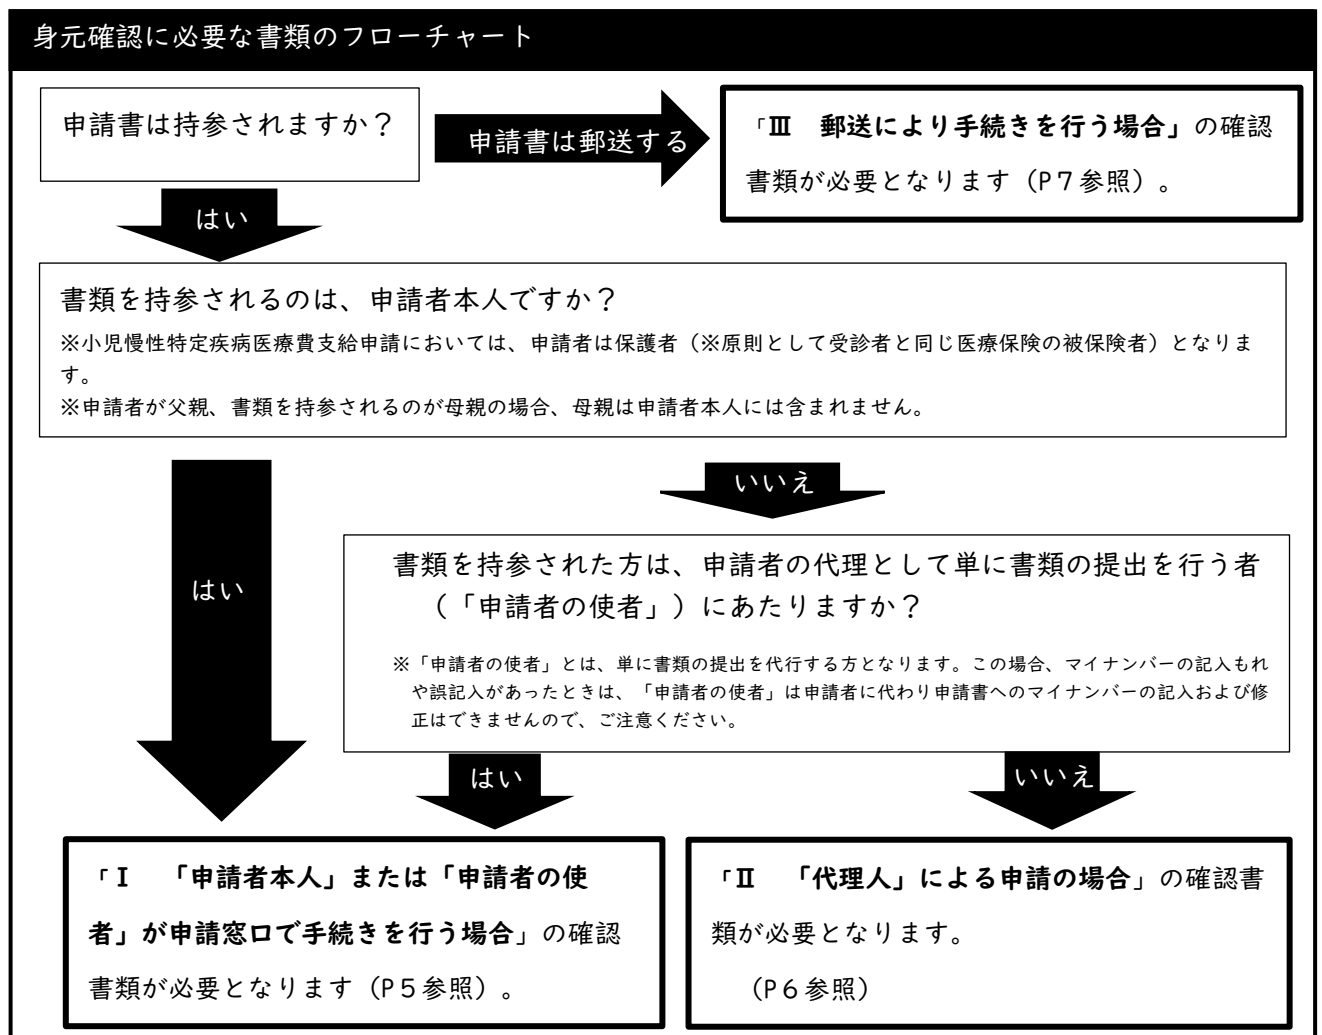 身元確認に必要な書類のフローチャート
申請書は持参されますか？
申請書は郵送する
「Ⅲ　郵送により手続きを行う場合」の確認
書類が必要となります（P７参照）。
はい
書類を持参されるのは、申請者本人ですか？
※小児慢性特定疾病医療費支給申請においては、申請者は保護者（※原則として受診者と同じ医療保険の被保険者）となりま
す。
※申請者が父親、書類を持参されるのが母親の場合、母親は申請者本人には含まれません。
いいえ
書類を持参された方は、申請者の代理として単に書類の提出を行う者
（「申請者の使者」）にあたりますか？
※「申請者の使者」とは、単に書類の提出を代行する方となります。この場合、マイナンバーの記入もれ
や誤記入があったときは、「申請者の使者」は申請者に代わり申請書へのマイナンバーの記入および修
正はできませんので、ご注意ください。
はい
はい
いいえ
「Ⅰ　「申請者本人」または「申請者の使
者」が申請窓口で手続きを行う場合」の確認
書類が必要となります（P５参照）。
「Ⅱ　「代理人」による申請の場合」の確認書
類が必要となります。
（P６参照）